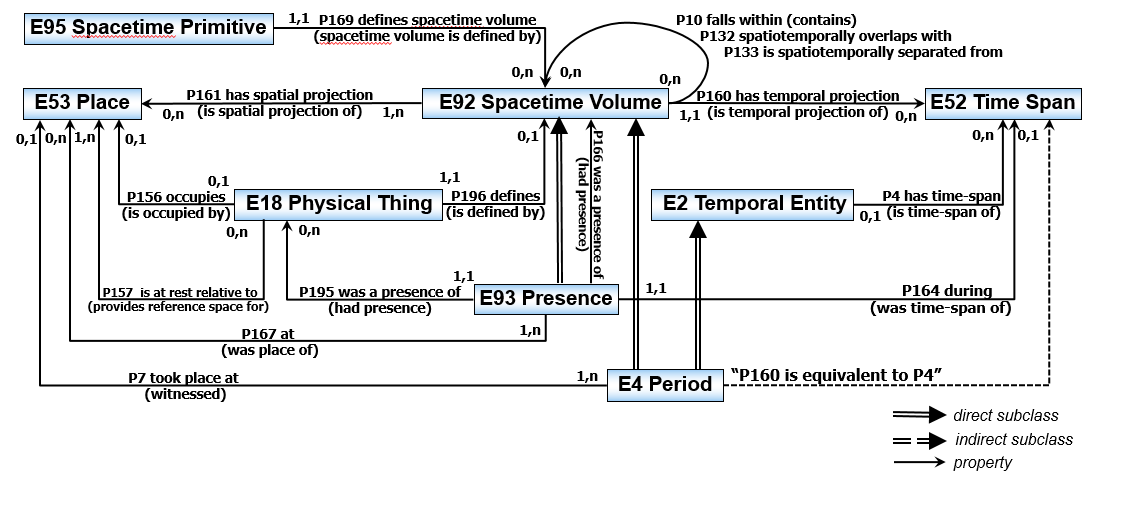 E95 Spacetime Primitive
1,1
P169 defines spacetime volume
(spacetime volume is defined by)
P10 falls within (contains)
P132 spatiotemporally overlaps with
P133 is spatiotemporally separated from
0,n
0,n
0,n
E53 Place
P161 has spatial projection
(is spatial projection of)
0,n
1,n
E92 Spacetime Volume
P160 has temporal projection
(is temporal projection of)
1,1
0,n
E52 Time Span
0,1
0,n
1,n
0,1
0,1
0,n
0,1
P166 was a presence of
(had presence)
0,1
1,1
P156 occupies
(is occupied by)
E18 Physical Thing
P196 defines
(is defined by)
E2 Temporal Entity
P4 has time-span
(is time-span of)
0,1
0,n
0,n
1,1
P157 is at rest relative to
(provides reference space for)
P195 was a presence of
(had presence)
E93 Presence
1,1
P164 during
(was time-span of)
P167 at
(was place of)
1,n
P7 took place at
(witnessed)
1,n
E4 Period
“P160 is equivalent to P4”
direct subclass
indirect subclass
property